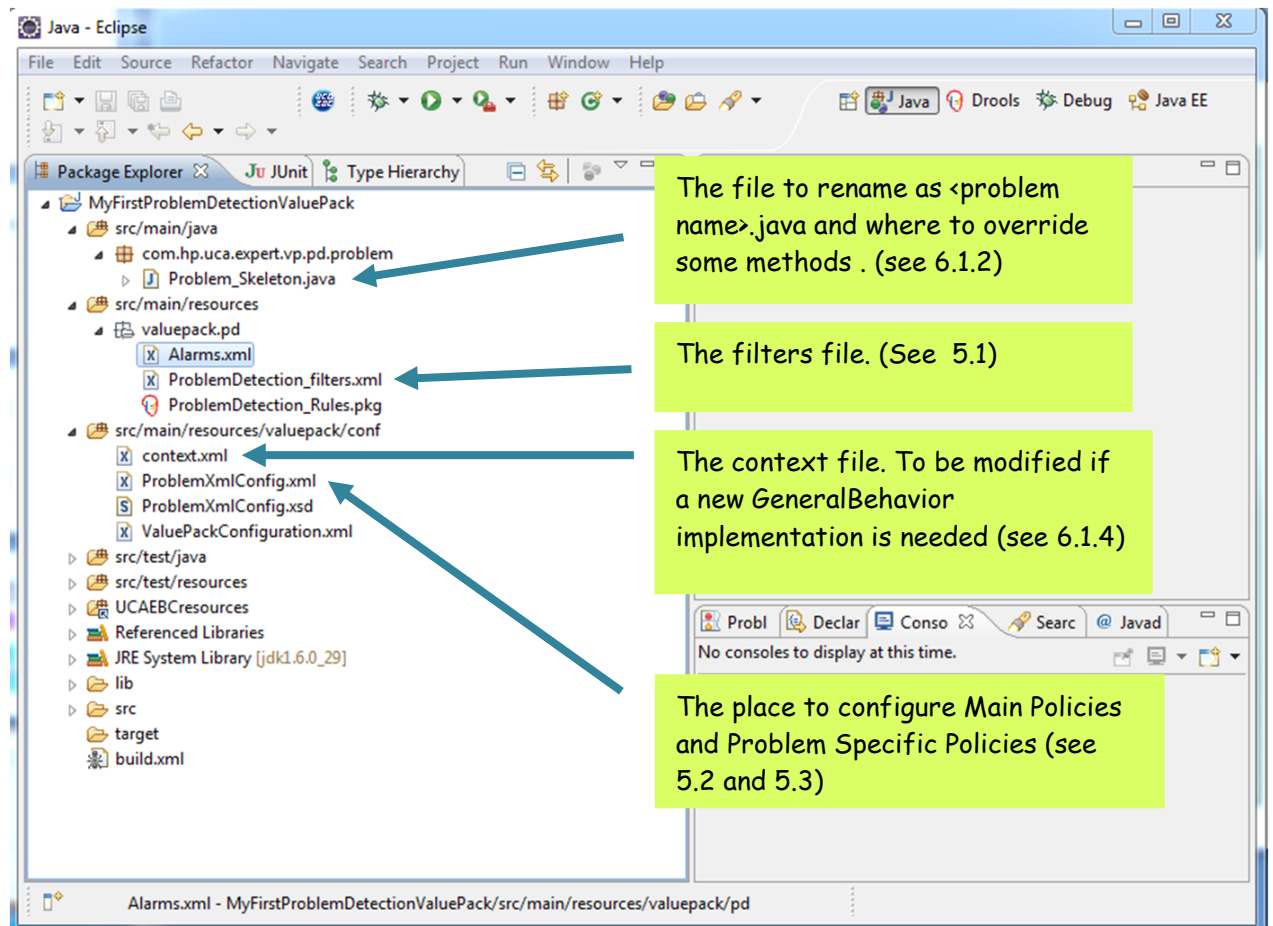 Java - Eclipse
File Edit Source Refactor Navigate Search Project Run Window Help
Java Drools Debug Java EE
Package Explorer JUnit Type Hierarchy
MyFirstProblemDetectionValuePack
src/main/java
com.hp.uca.expert.vp.pd.problem
Problem_Skeleton.java
src/main/resources
valuepack.pd
Alarms.xml
ProblemDetection_filters.xml
ProblemDetection_Rules.pkg
src/main/resources/valuepack/conf
context.xml
ProblemXmlConfig.xml
ProblemXmlConfig.xsd
ValuePackConfiguration.xml
src/test/java
src/test/resources
UCAEBCresources
Referenced Libraries
JRE System Library [jdk1.6.0_29]
lib
src
target
build.xml
The file to rename as <problem
name>.java and where to override
some methods . (see 6.1.2)
The filters file. (See 5.1)
The context file. To be modified if
a new GeneralBehavior
implementation is needed (see 6.1.4)
Probl Declar Conso Searc Javad
No consoles to display at this time.
The place to configure Main Policies
and Problem Specific Policies (see
5.2 and 5.3)
Alarms.xml - MyFirstProblemDetectionValuePack/src/main/resources/valuepack/pd